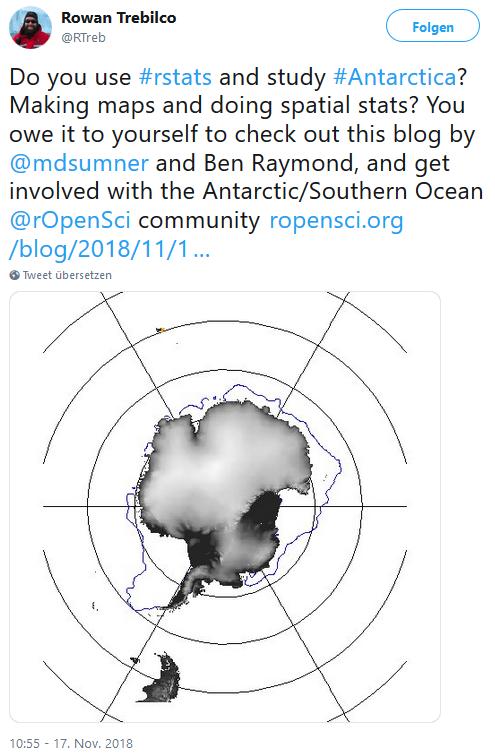 Rowan Trebilco
@RTreb
Folgen
Do you use #rstats and study #Antarctica?
Making maps and doing spatial stats? You
owe it to yourself to check out this blog by
@mdsumner and Ben Raymond, and get
involved with the Antarctic/Southern Ocean
@rOpenSci community ropensci.org
/blog/2018/11/1…
Tweet übersetzen
10:55 - 17. Nov. 2018